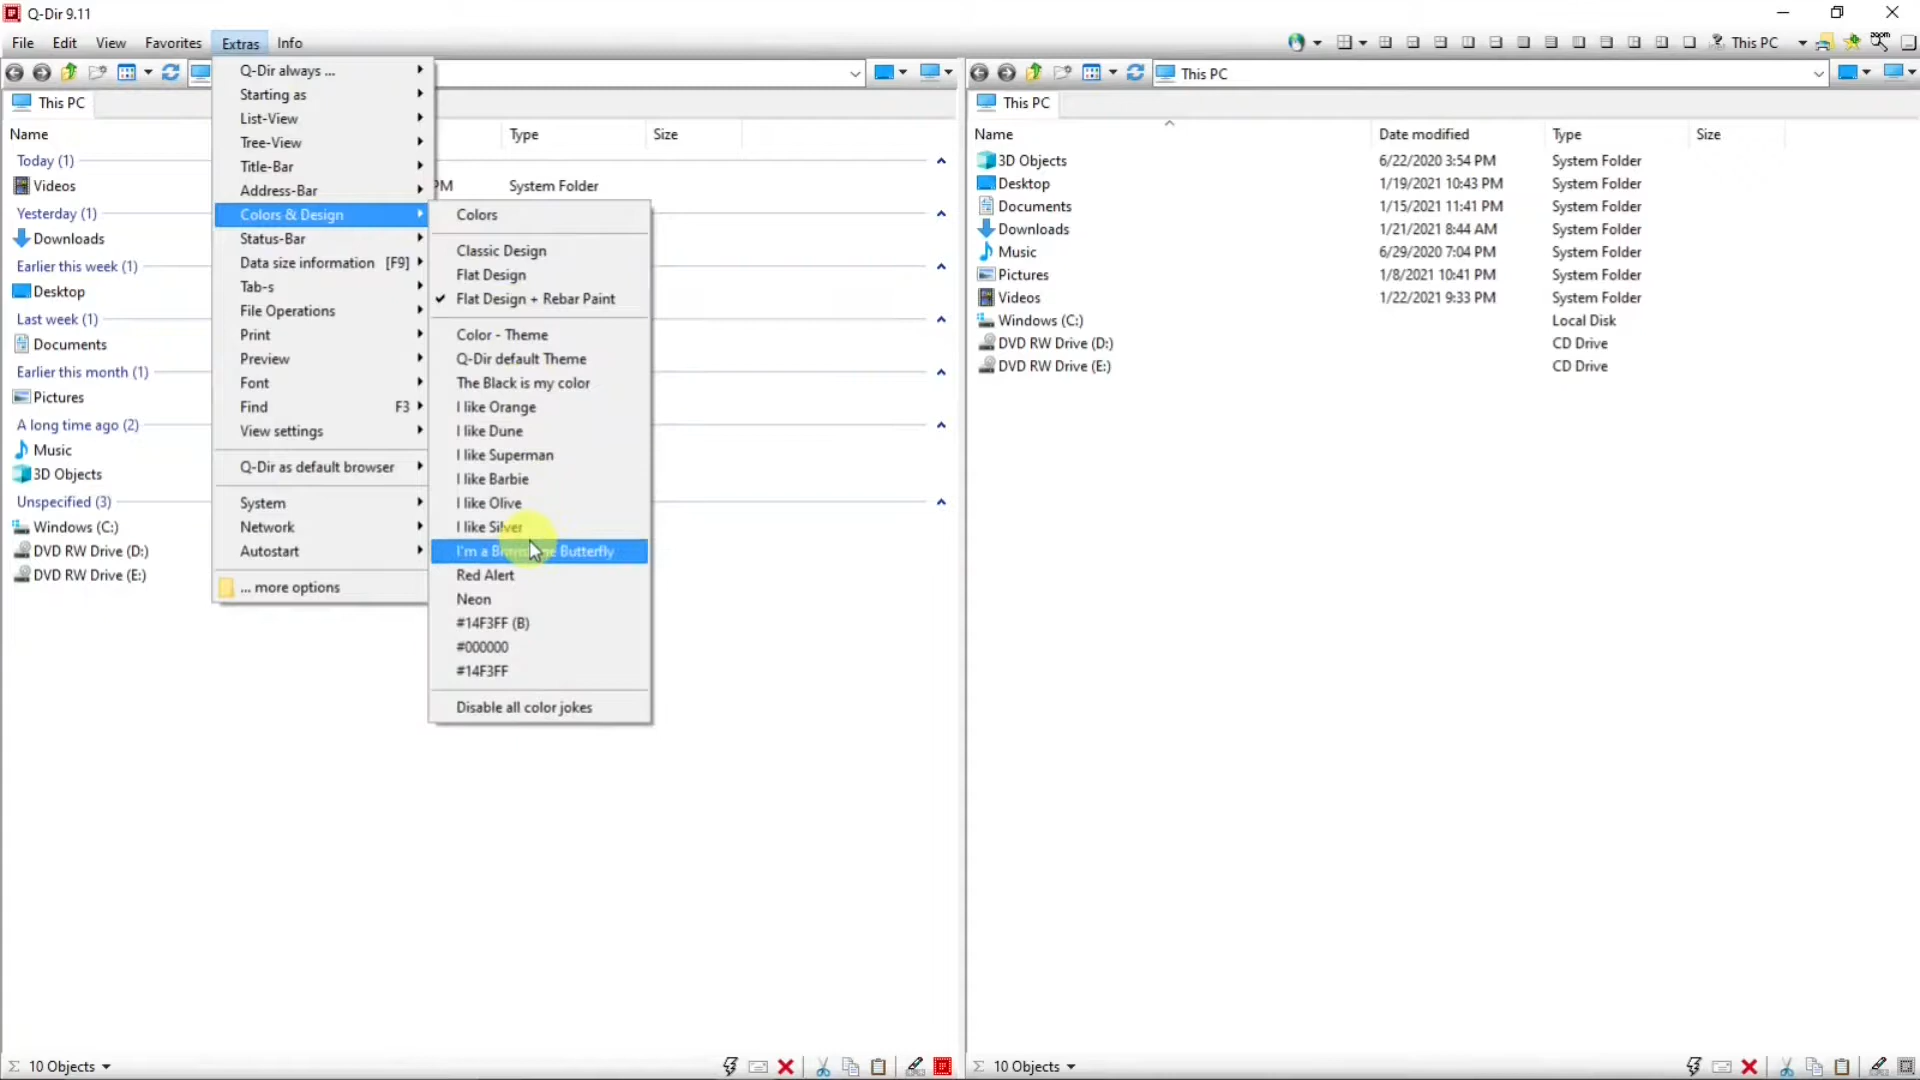 Q-Dir 9.11
File Edit View Favorites Extras Info
This PC
This PC
This PC
Name Type Size
Today (1)
Videos PM System Folder
Yesterday (1)
Downloads
Earlier this week (1)
Desktop
Last week (1)
Documents
Earlier this month (1)
Pictures
A long time ago (2)
Music
3D Objects
Unspecified (3)
Windows (C:)
DVD RW Drive (D:)
DVD RW Drive (E:)
Q-Dir always ...
Starting as
List-View
Tree-View
Title-Bar
Address-Bar
Colors & Design
Status-Bar
Data size information [F9]
Tab-s
File Operations
Print
Preview
Font
Find F3
View settings
Q-Dir as default browser
System
Network
Autostart
... more options
Colors
Classic Design
Flat Design
Flat Design + Rebar Paint
Color - Theme
Q-Dir default Theme
The Black is my color
I like Orange
I like Dune
I like Superman
I like Barbie
I like Olive
I like Silver
I'm a Butterfly
Red Alert
Neon
#14F3FF (B)
#000000
#14F3FF
Disable all color jokes
This PC
Name Date modified Type Size
3D Objects 6/22/2020 3:54 PM System Folder
Desktop 1/19/2021 10:43 PM System Folder
Documents 1/15/2021 11:41 PM System Folder
Downloads 1/21/2021 8:44 AM System Folder
Music 6/29/2020 7:04 PM System Folder
Pictures 1/8/2021 10:41 PM System Folder
Videos 1/22/2021 9:33 PM System Folder
Windows (C:) Local Disk
DVD RW Drive (D:) CD Drive
DVD RW Drive (E:) CD Drive
10 Objects
10 Objects